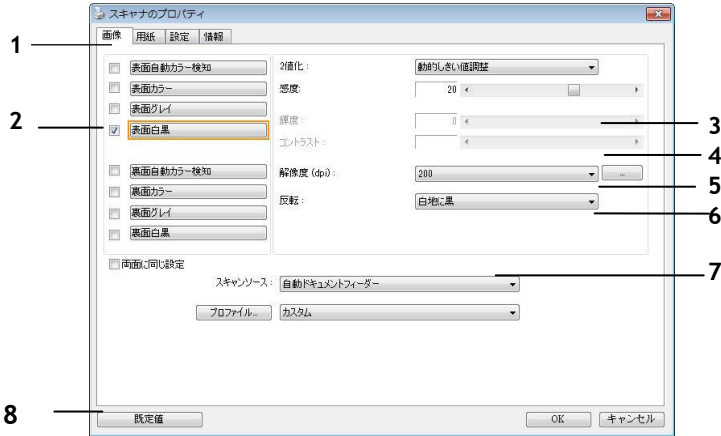 スキャナのプロパティ
画像 用紙 設定 情報
1
表面自動カラー検知
表面カラー
表面グレイ
2
表面白黒
裏面自動カラー検知
裏面カラー
裏面グレイ
裏面白黒
2値化：
動的しきい値調整
感度:
20
輝度：
0
3
コントラスト：
4
解像度 (dpi)：
200
...
5
反転：
白地に黒
6
両面に同じ設定
スキャンソース：
自動ドキュメントフィーダー
7
プロファイル...
カスタム
8
既定値
OK
キャンセル